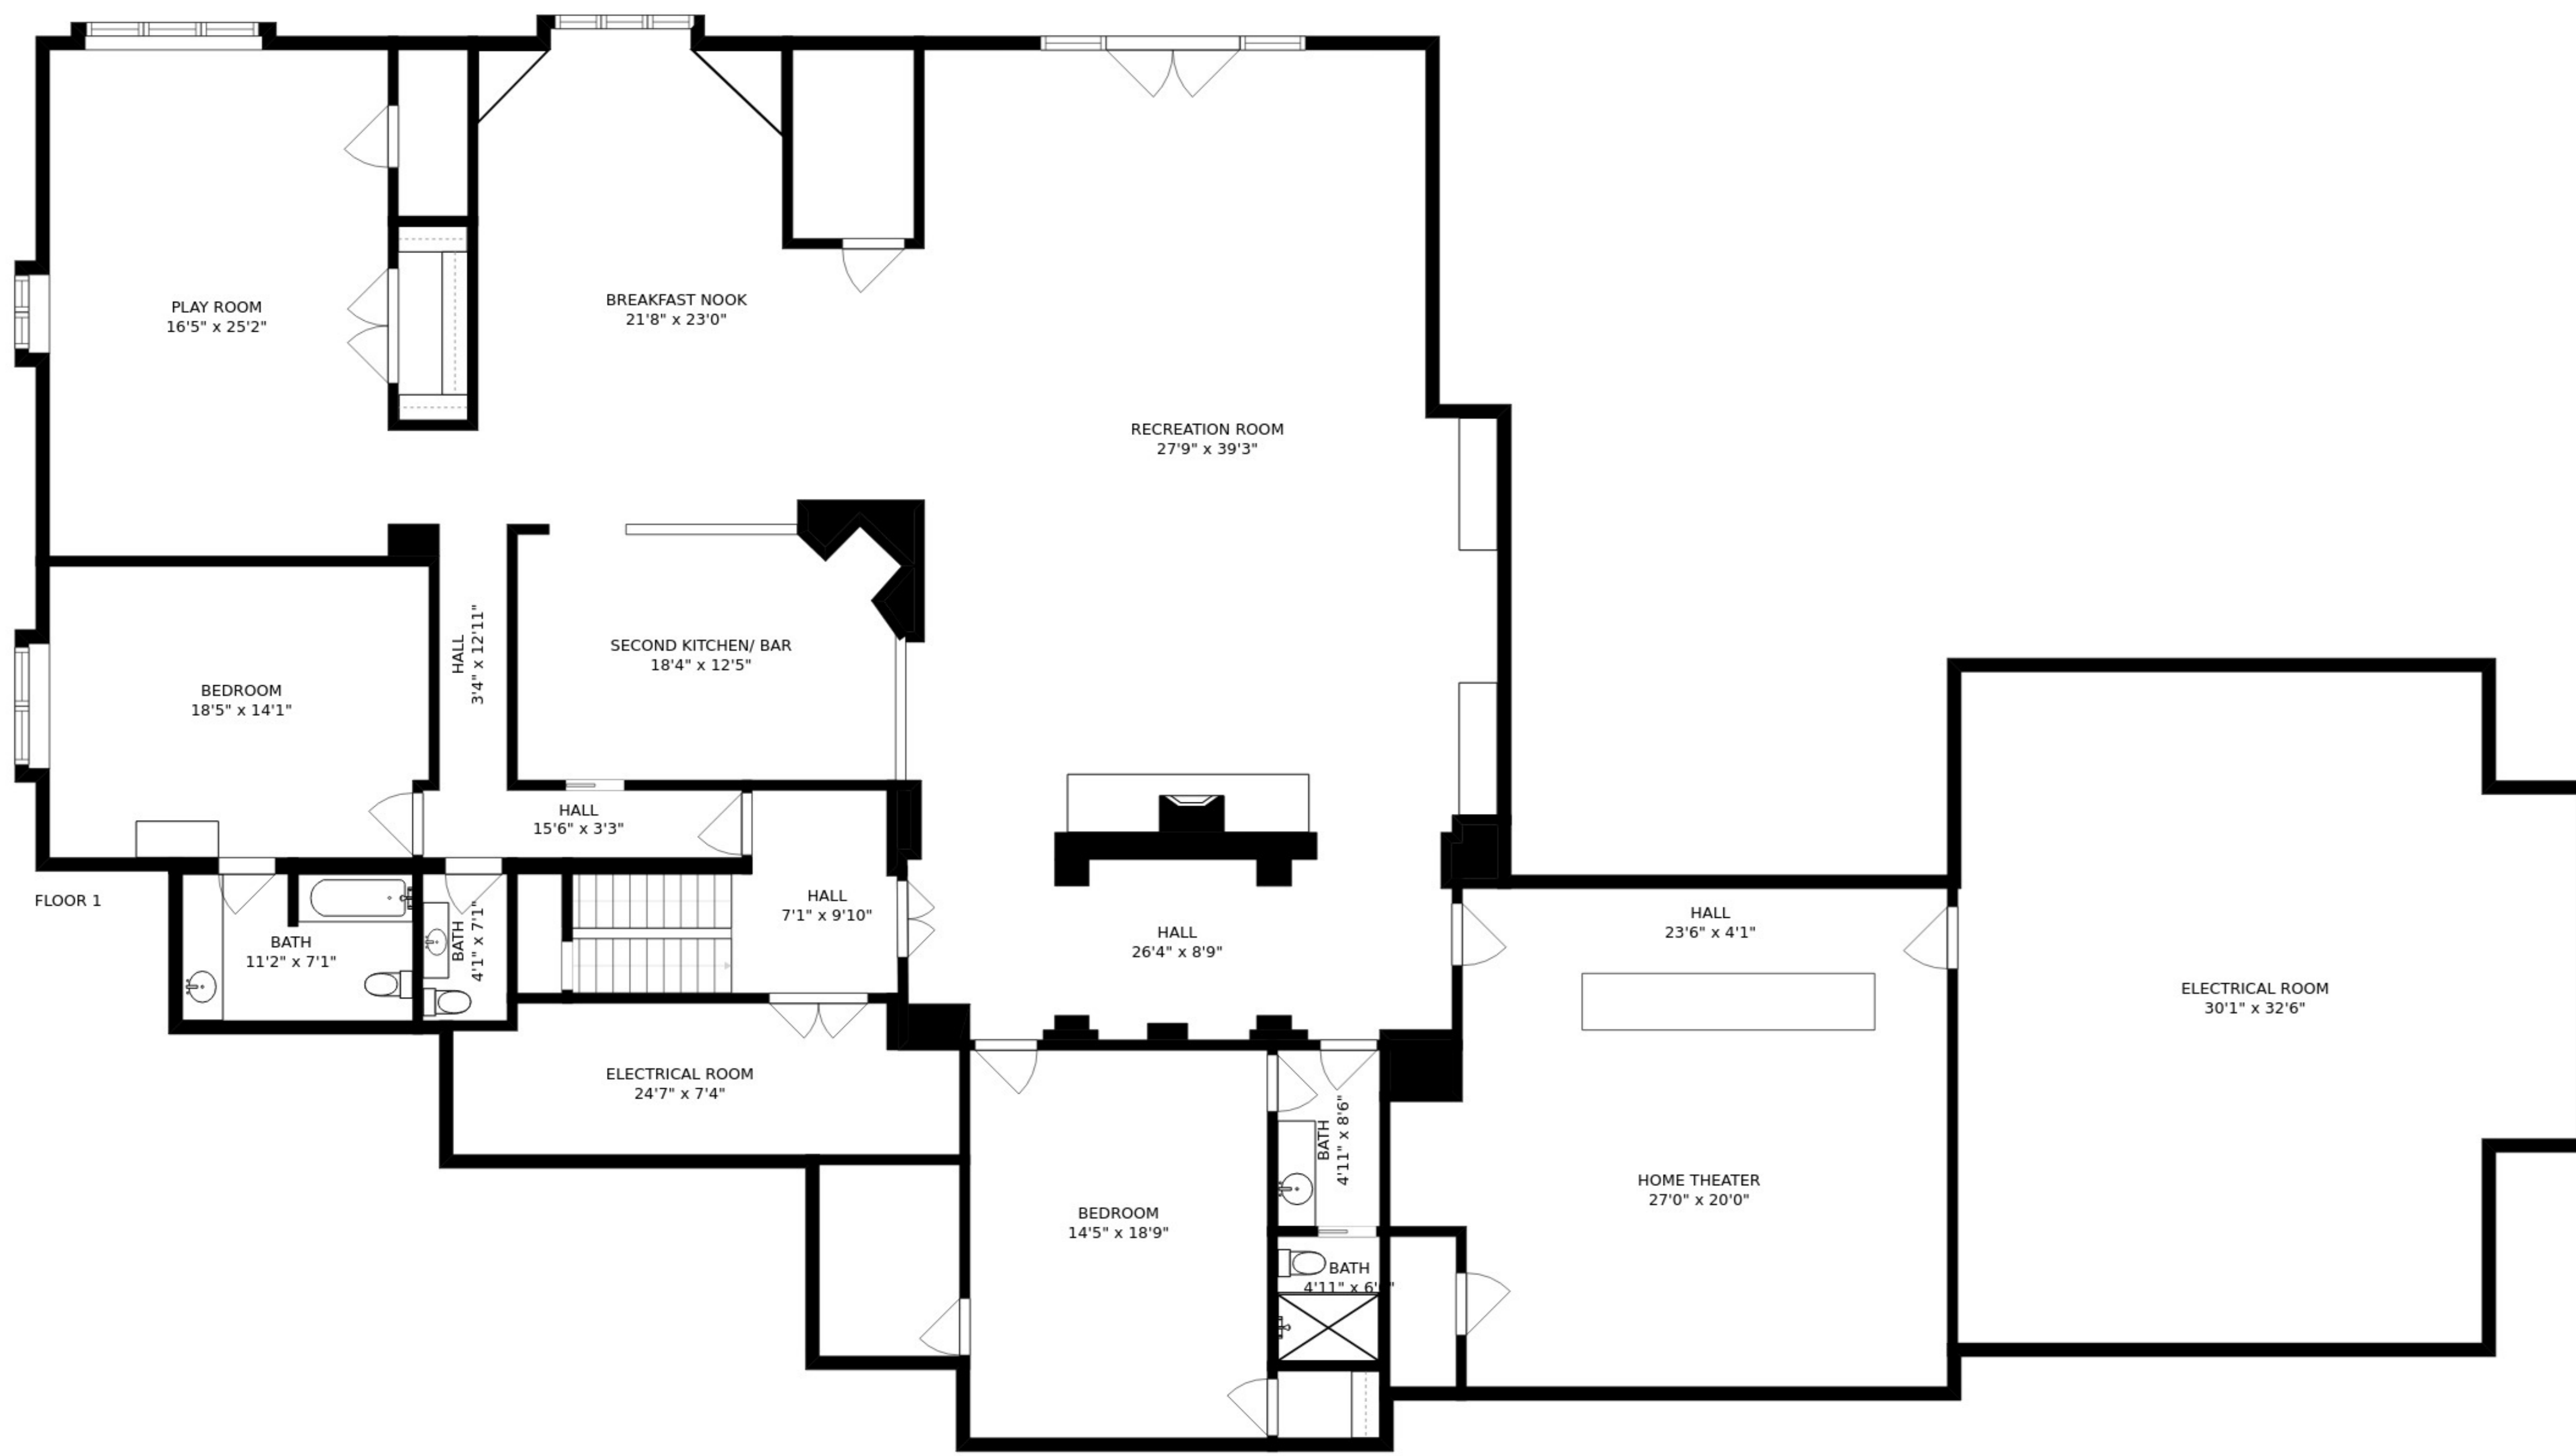 PLAY ROOM
16'5" x 25'2"
BREAKFAST NOOK
21'8" x 23'0"
RECREATION ROOM
27'9" x 39'3"
HALL
3'4" x 12'11"
SECOND KITCHEN/ BAR
18'4" x 12'5"
BEDROOM
18'5" x 14'1"
HALL
15'6" x 3'3"
FLOOR 1
BATH
11'2" x 7'1"
BATH
4'1" x 7'1"
HALL
7'1" x 9'10"
HALL
26'4" x 8'9"
HALL
23'6" x 4'1"
ELECTRICAL ROOM
30'1" x 32'6"
ELECTRICAL ROOM
24'7" x 7'4"
BATH
4'11" x 8'6"
BEDROOM
14'5" x 18'9"
HOME THEATER
27'0" x 20'0"
BATH
4'11" x